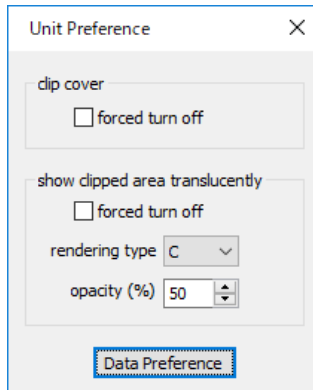 Unit Preference
clip cover
forced turn off
show clipped area translucently
forced turn off
rendering type C
opacity (%) 50
Data Preference